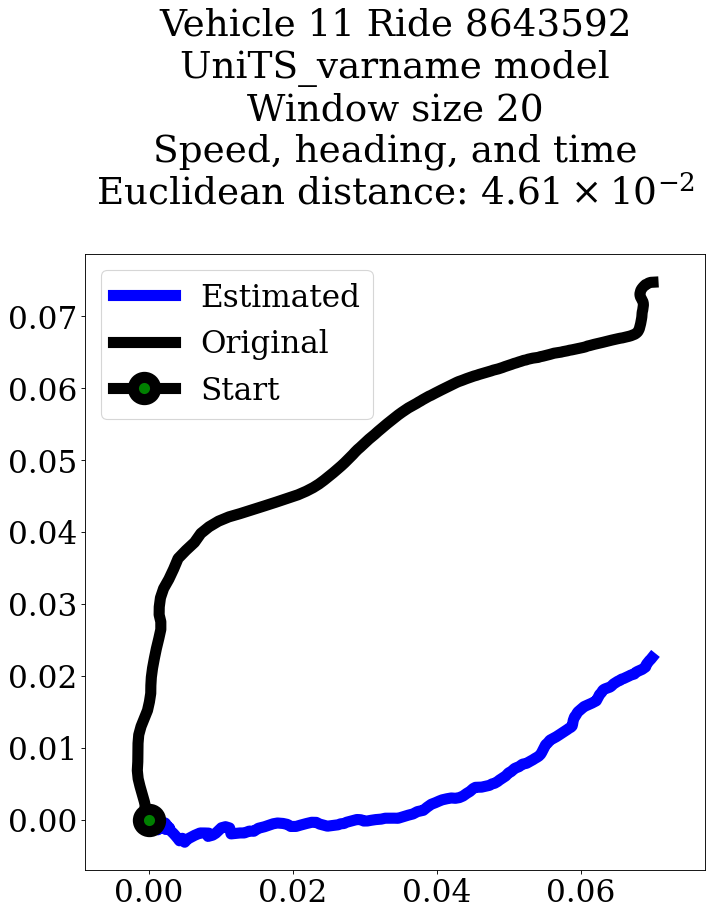 Vehicle 11 Ride 8643592
UniTS_varname model
Window size 20
Speed, heading, and time
Euclidean distance: 4.61 × 10⁻²
Estimated
Original
Start
0.07
0.06
0.05
0.04
0.03
0.02
0.01
0.00
0.00 0.02 0.04 0.06